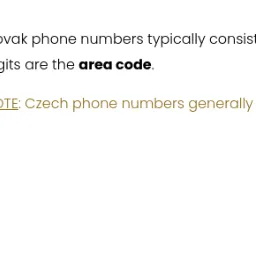 ovak phone numbers typically consist
gits are the area code.
OTE: Czech phone numbers generally